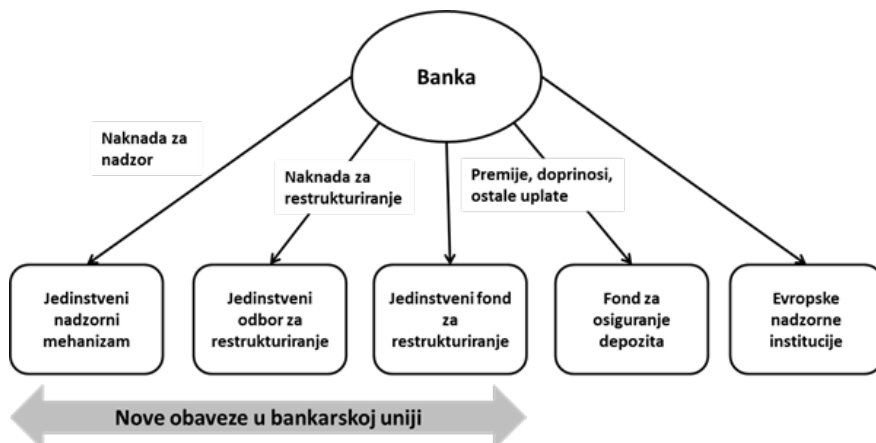 Banka
Naknada za
nadzor
Naknada za
restrukturiranje
Premije, doprinosi,
ostale uplate
Jedinstveni
nadzorni
mehanizam
Jedinstveni
odbor za
restrukturiranje
Jedinstveni fond
za
restrukturiranje
Fond za
osiguranje
depozita
Evropske
nadzorne
institucije
Nove obaveze u bankarskoj uniji